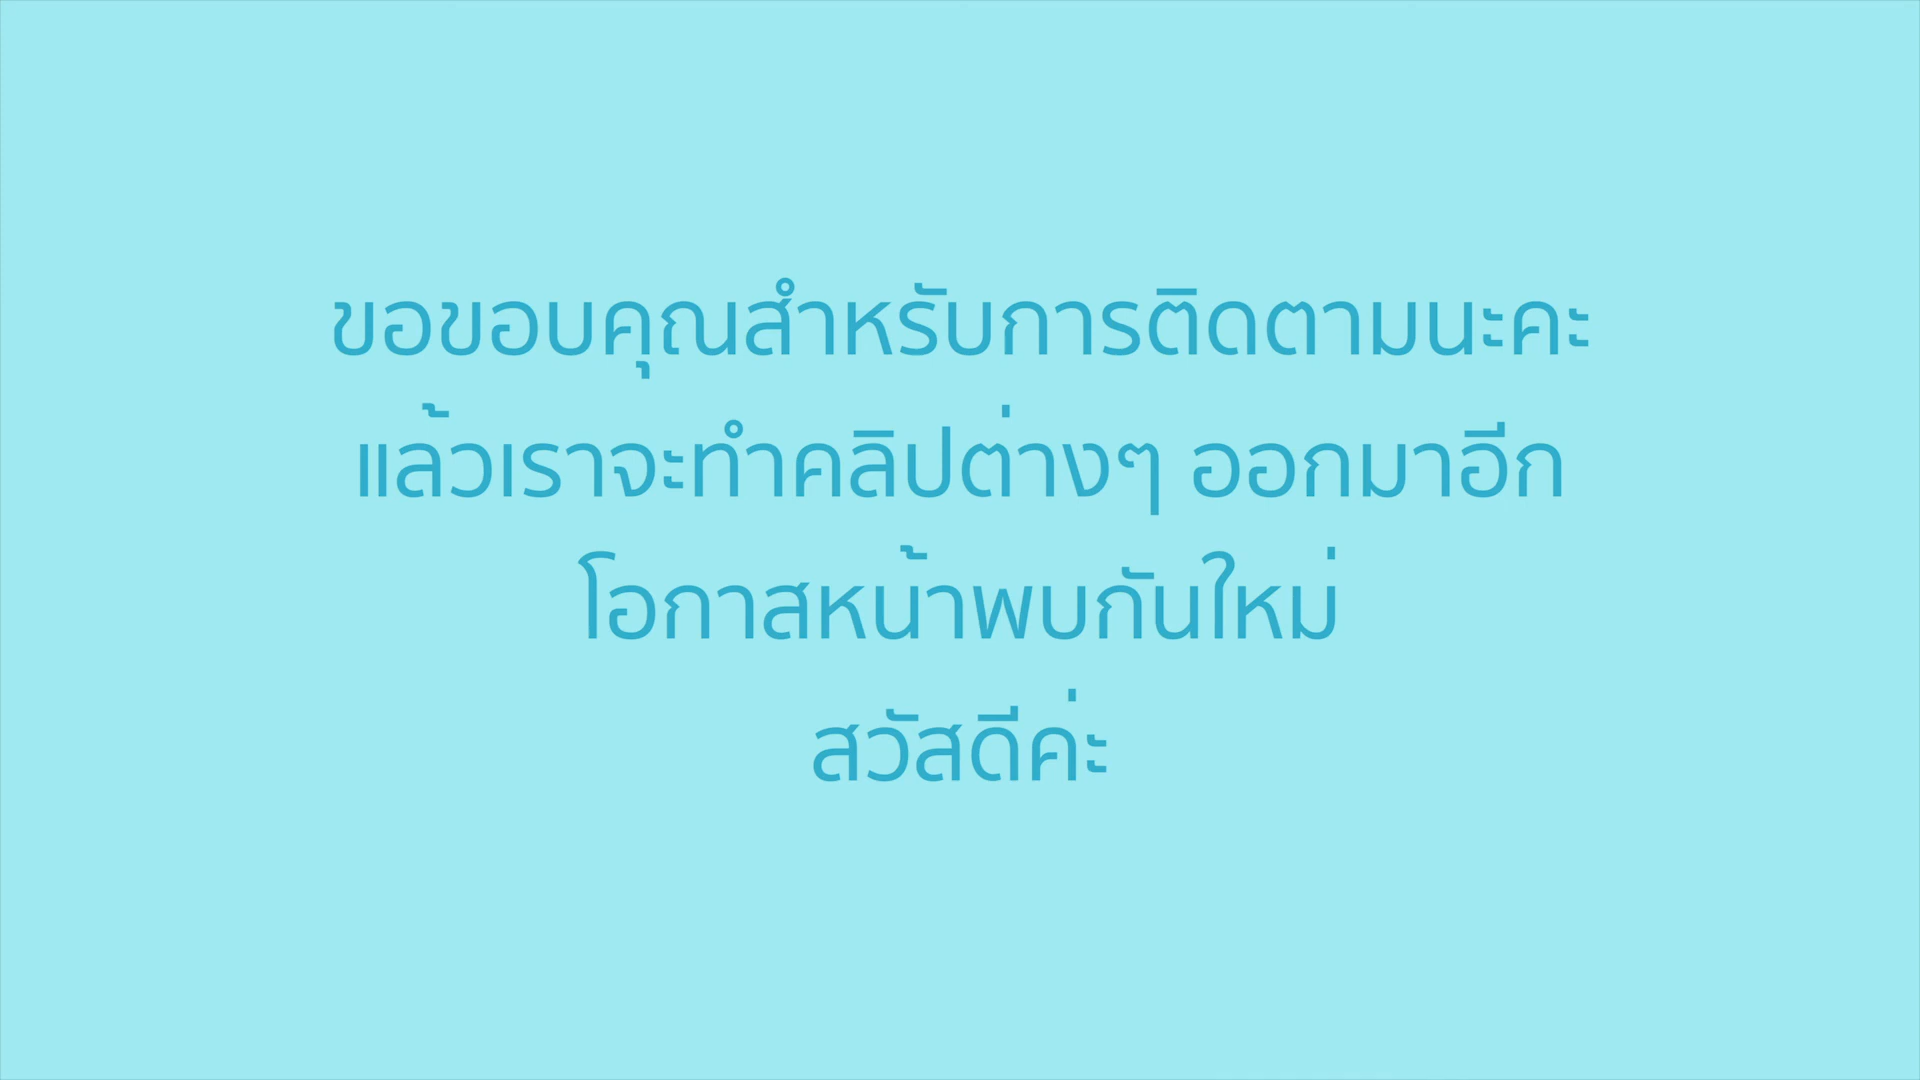 ขอขอบคุณสำหรับการติดตามนะคะ
แล้วเราจะทำคลิปต่างๆ ออกมาอีก
โอกาสหน้าพบกันใหม่
สวัสดีค่ะ